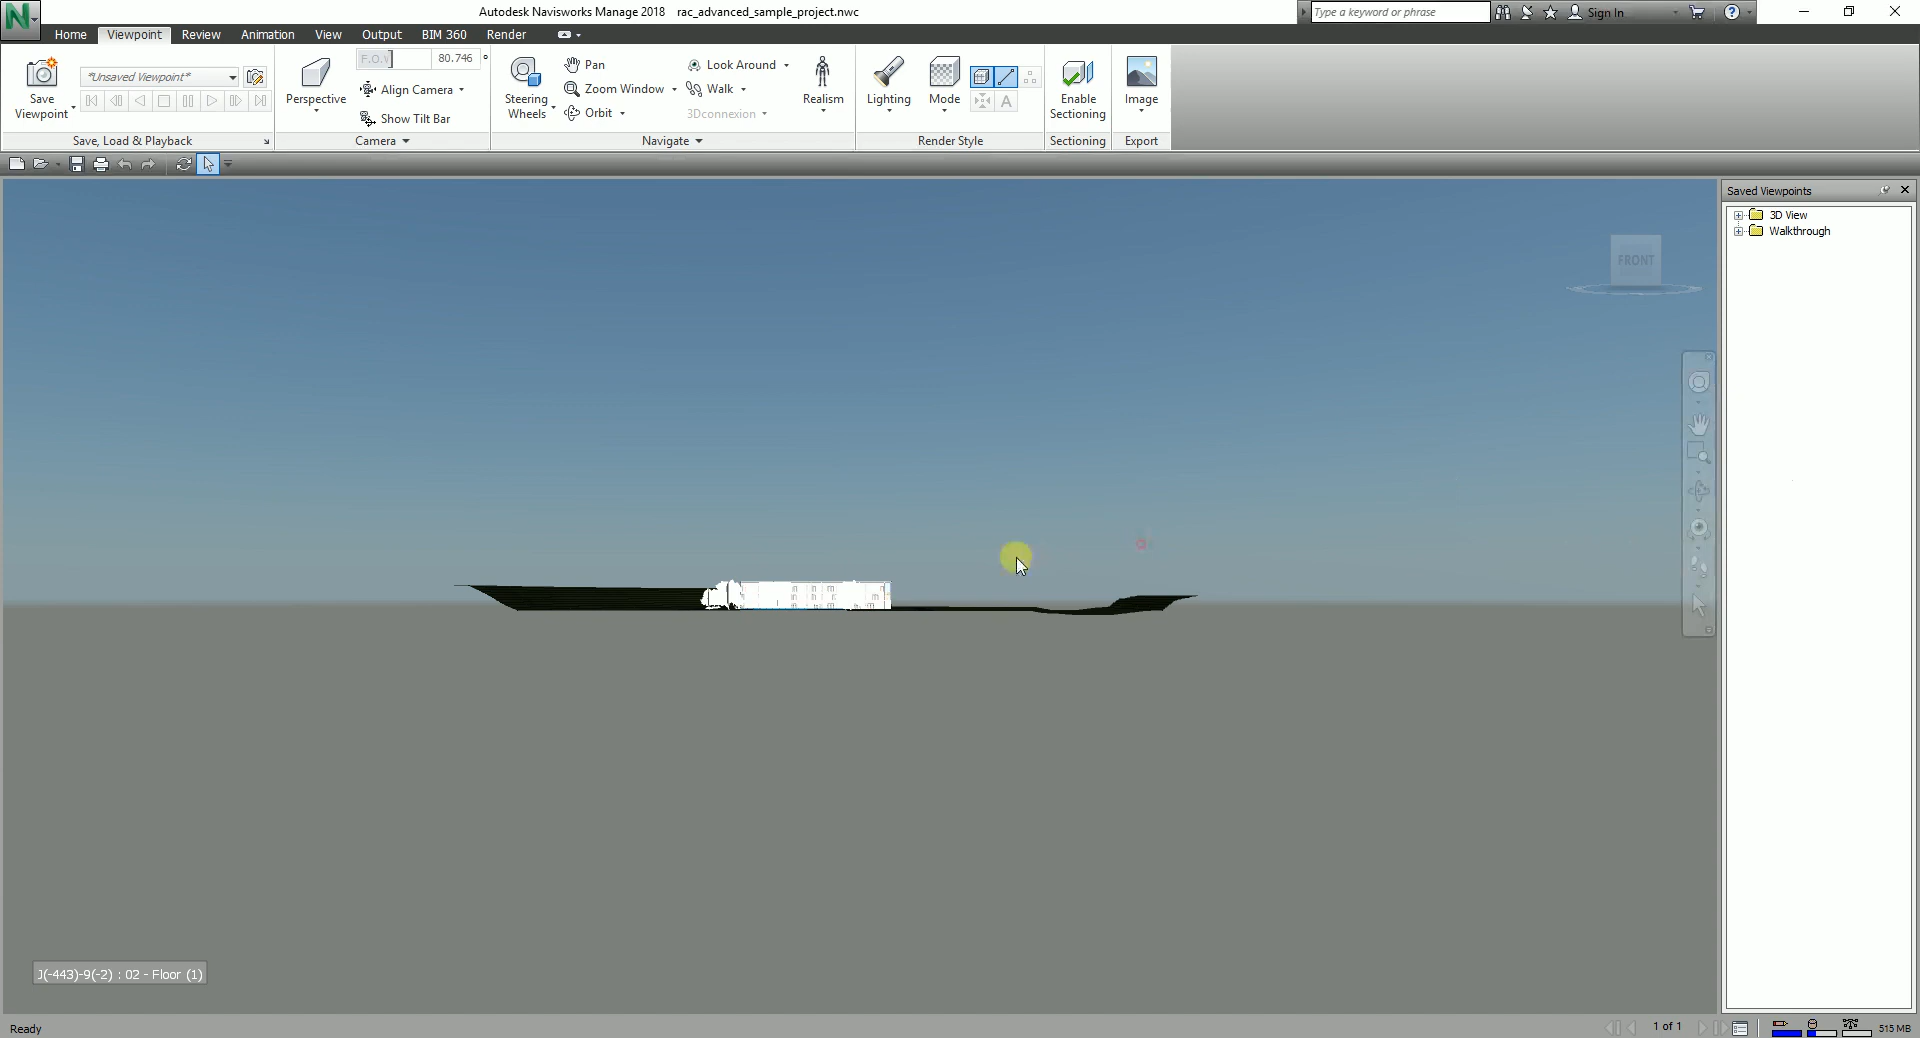 Autodesk Navisworks Manage 2018 rac_advanced_sample_project.nwc
Type a keyword or phrase
Sign In
Home Viewpoint Review Animation View Output BIM 360 Render
Save Viewpoint
*Unsaved Viewpoint*
Save, Load & Playback
Perspective
F.O.V 80.746 °
Align Camera
Show Tilt Bar
Camera
Steering Wheels
Pan
Zoom Window
Orbit
Look Around
Walk
3Dconnexion
Realism
Navigate
Lighting
Mode
A
Render Style
Enable Sectioning
Sectioning
Image
Export
Saved Viewpoints
3D View
Walkthrough
FRONT
J(-443)-9(-2) : 02 - Floor (1)
Ready
1 of 1
515 MB